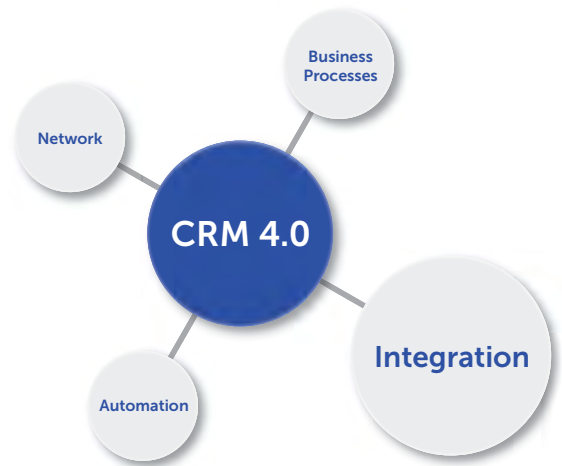 Business
Processes
Network
CRM 4.0
Integration
Automation